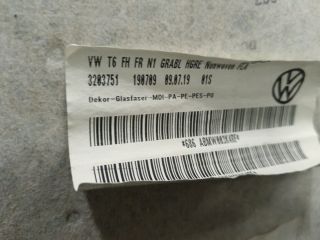 VW T6 FH FR N1 GRABL HGRE Nonwoven FCA
3203751 190709 09.07.19 01S
Dekor-Glasfaser-MDI-PA-PE-PES-PU